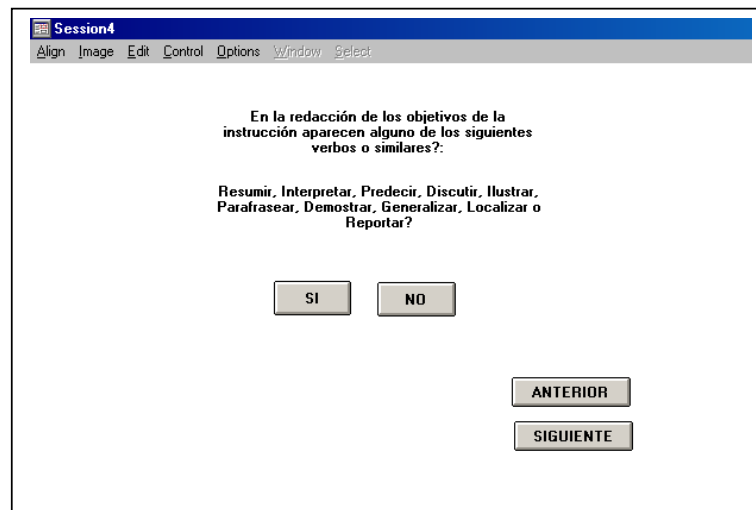 Session4
Align Image Edit Control Options Window Select
En la redacción de los objetivos de la
instrucción aparecen alguno de los siguientes
verbos o similares?:
Resumir, Interpretar, Predecir, Discutir, Ilustrar,
Parafrasear, Demostrar, Generalizar, Localizar o
Reportar?
SI NO
ANTERIOR
SIGUIENTE